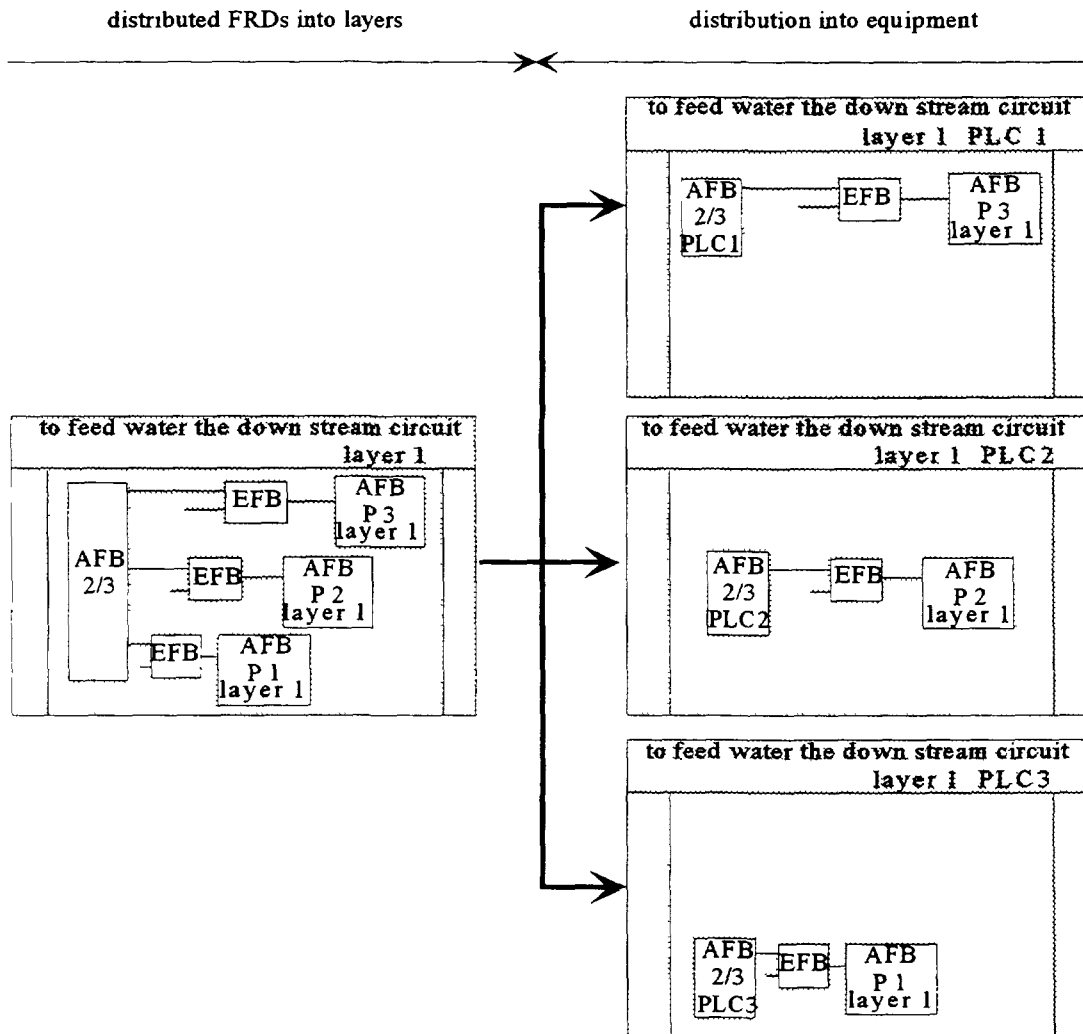 distributed FRDs into layers
distribution into equipment
to feed water the down stream circuit
layer 1 PLC 1
AFB
2/3
PLC1
EFB
AFB
P 3
layer 1
to feed water the down stream circuit
layer 1
AFB
2/3
EFB
AFB
P 3
layer 1
EFB
AFB
P 2
layer 1
EFB
AFB
P 1
layer 1
to feed water the down stream circuit
layer 1 PLC2
AFB
2/3
PLC2
EFB
AFB
P 2
layer 1
to feed water the down stream circuit
layer 1 PLC3
AFB
2/3
PLC3
EFB
AFB
P 1
layer 1